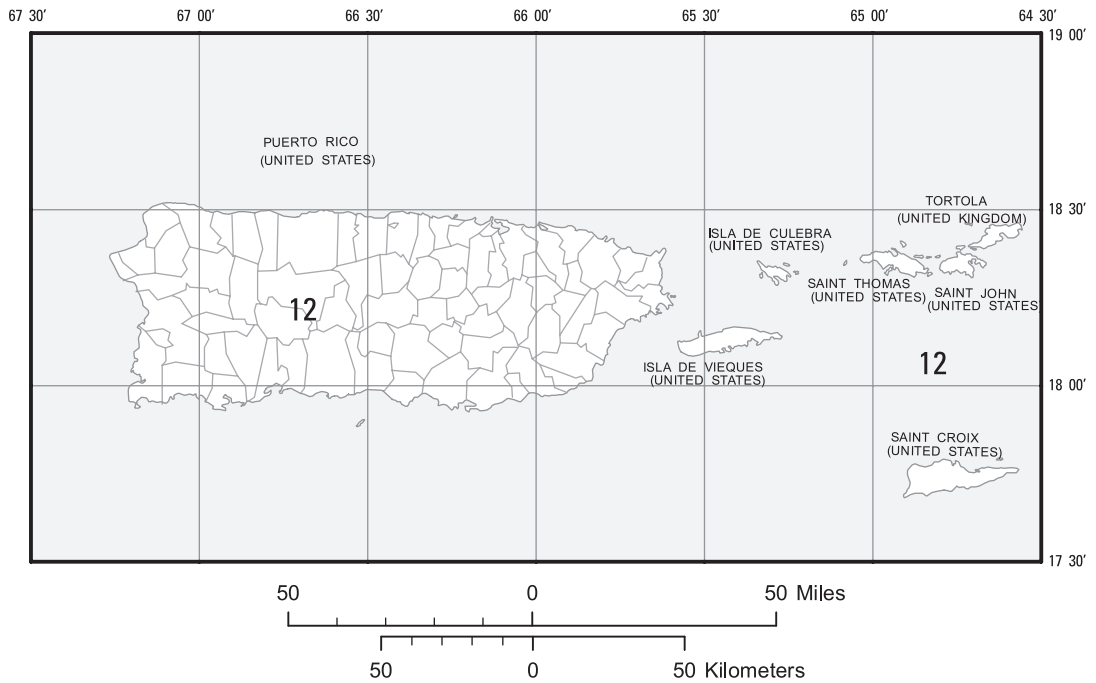 67 30′ 67 00′ 66 30′ 66 00′ 65 30′ 65 00′ 64 30′
19 00′
PUERTO RICO
(UNITED STATES)
TORTOLA
(UNITED KINGDOM)
18 30′
ISLA DE CULEBRA
(UNITED STATES)
SAINT THOMAS
(UNITED STATES)
SAINT JOHN
(UNITED STATES
12
12
ISLA DE VIEQUES
(UNITED STATES)
18 00′
SAINT CROIX
(UNITED STATES)
17 30′
50 0 50 Miles
50 0 50 Kilometers